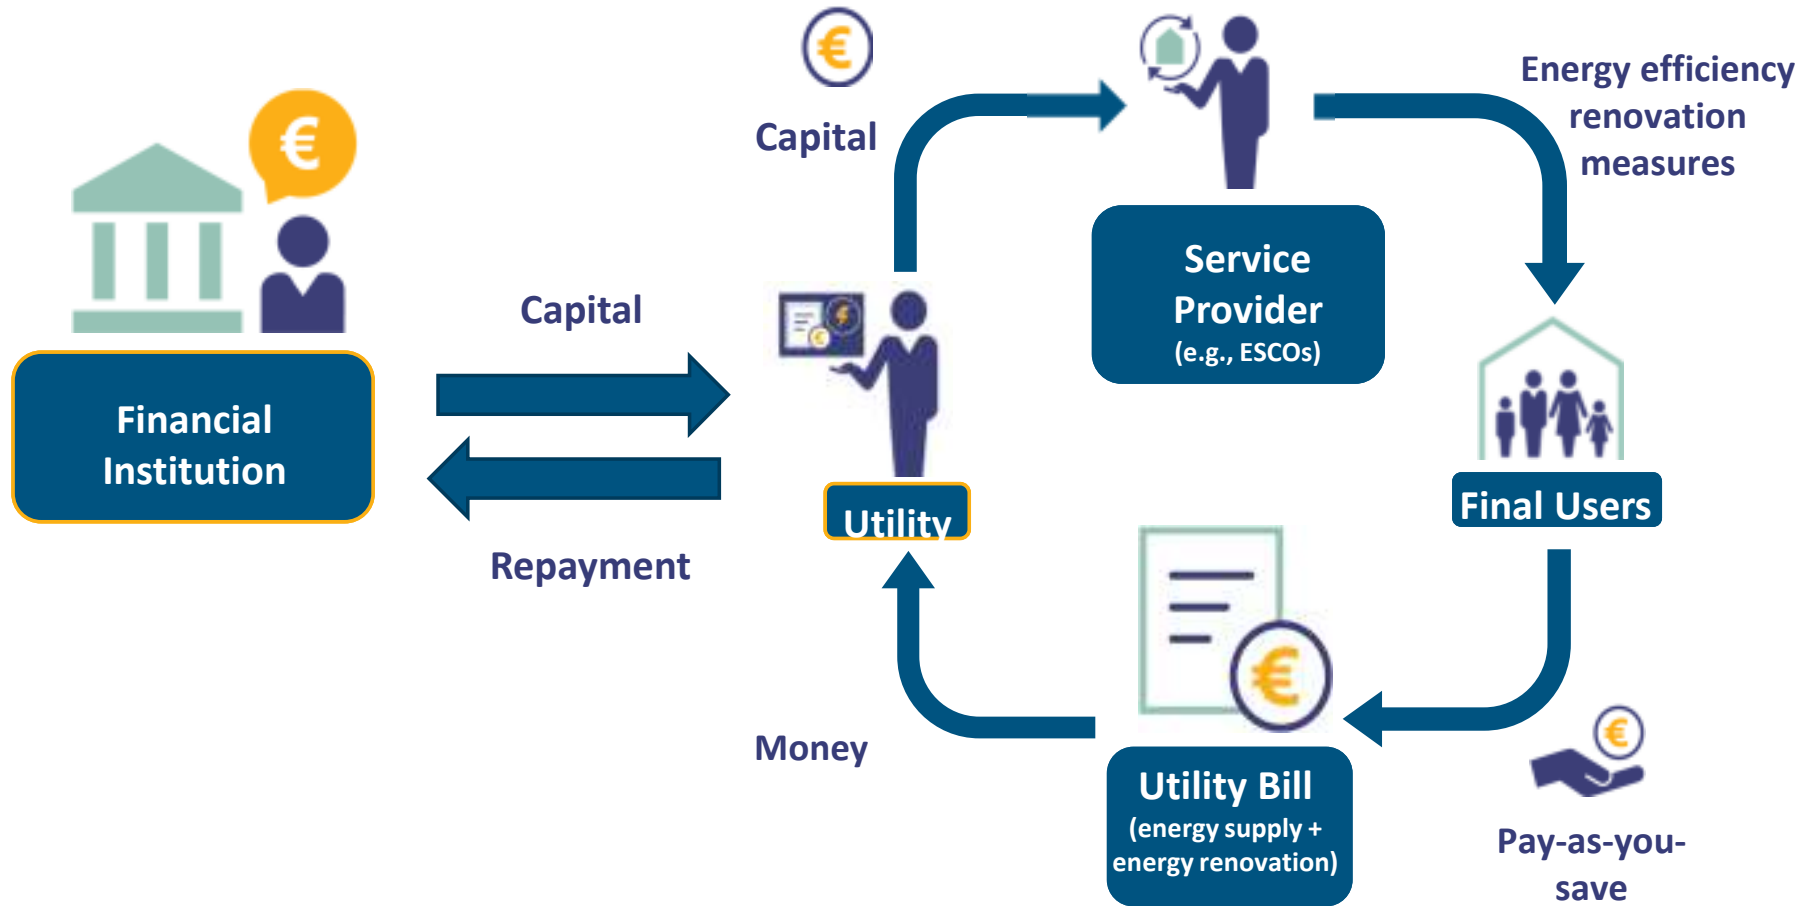 Capital
Energy efficiency
renovation
measures
Service
Provider
(e.g., ESCOs)
Capital
Financial
Institution
Utility
Final Users
Repayment
Money
Utility Bill
(energy supply +
energy renovation)
Pay-as-you-
save